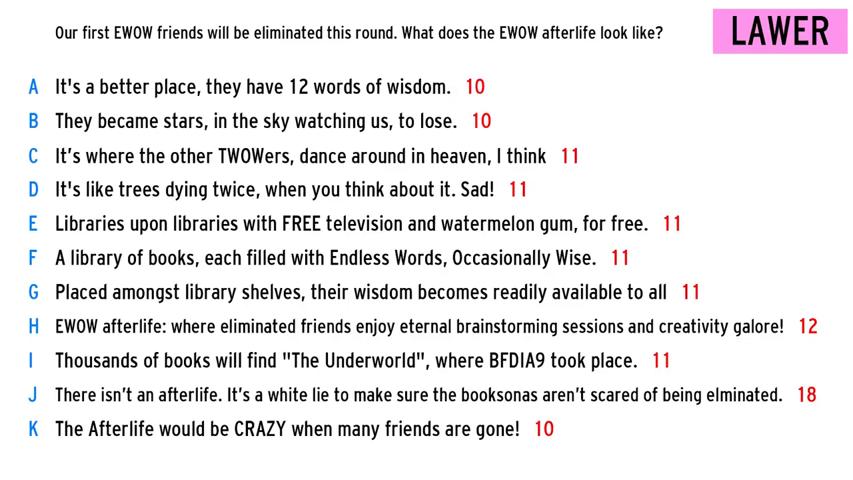 Our first EWOW friends will be eliminated this round. What does the EWOW afterlife look like?
LAWER
A It's a better place, they have 12 words of wisdom. 10
B They became stars, in the sky watching us, to lose. 10
C It's where the other TWOWers, dance around in heaven, I think 11
D It's like trees dying twice, when you think about it. Sad! 11
E Libraries upon libraries with FREE television and watermelon gum, for free. 11
F A library of books, each filled with Endless Words, Occasionally Wise. 11
G Placed amongst library shelves, their wisdom becomes readily available to all 11
H EWOW afterlife: where eliminated friends enjoy eternal brainstorming sessions and creativity galore! 12
I Thousands of books will find "The Underworld", where BFDIA9 took place. 11
J There isn't an afterlife. It's a white lie to make sure the booksonas aren't scared of being elminated. 18
K The Afterlife would be CRAZY when many friends are gone! 10